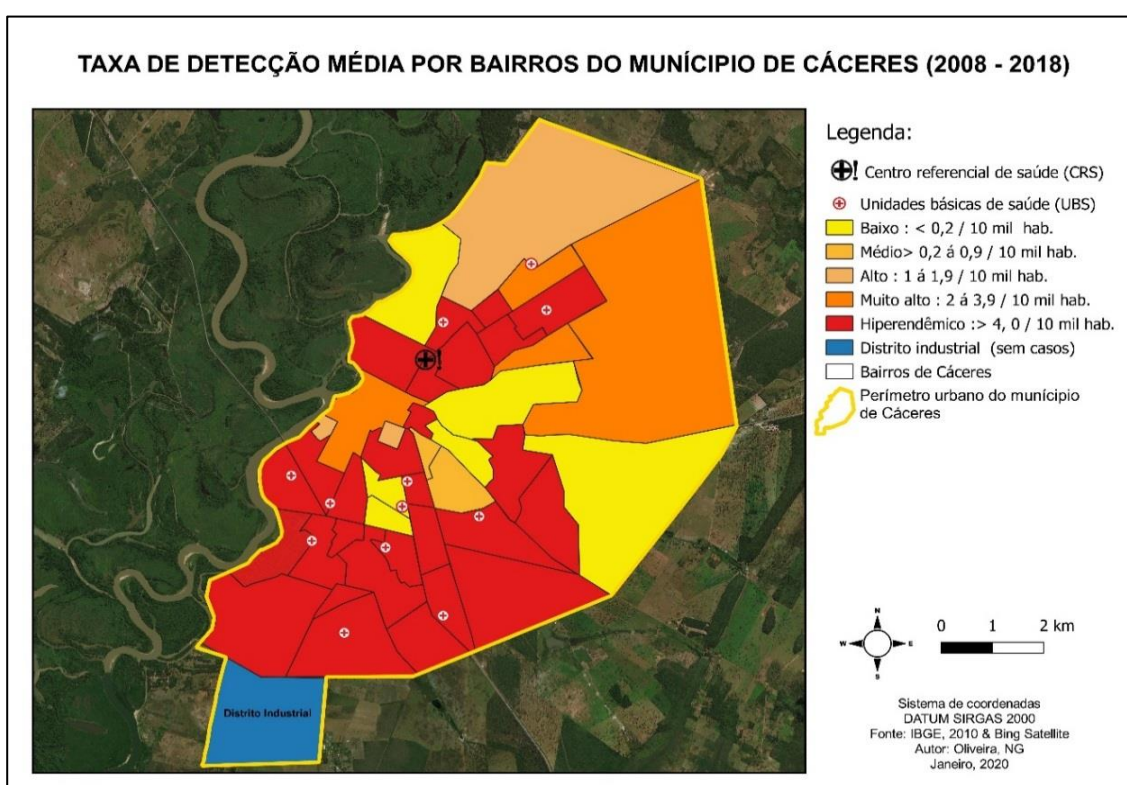 TAXA DE DETECÇÃO MÉDIA POR BAIRROS DO MUNÍCIPIO DE CÁCERES (2008 - 2018)
Legenda:
Centro referencial de saúde (CRS)
Unidades básicas de saúde (UBS)
Baixo : < 0,2 / 10 mil hab.
Médio> 0,2 á 0,9 / 10 mil hab.
Alto : 1 á 1,9 / 10 mil hab.
Muito alto : 2 á 3,9 / 10 mil hab.
Hiperendêmico :> 4, 0 / 10 mil hab.
Distrito industrial (sem casos)
Bairros de Cáceres
Perímetro urbano do munícipio
de Cáceres
Distrito Industrial
N
W E
S
0 1 2 km
Sistema de coordenadas
DATUM SIRGAS 2000
Fonte: IBGE, 2010 & Bing Satellite
Autor: Oliveira, NG
Janeiro, 2020